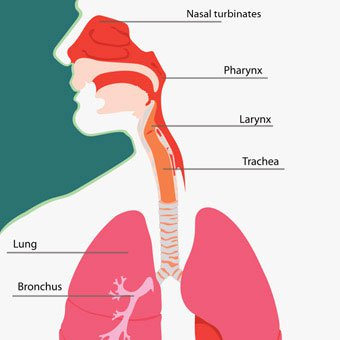 Nasal turbinates
Pharynx
Larynx
Trachea
Lung
Bronchus